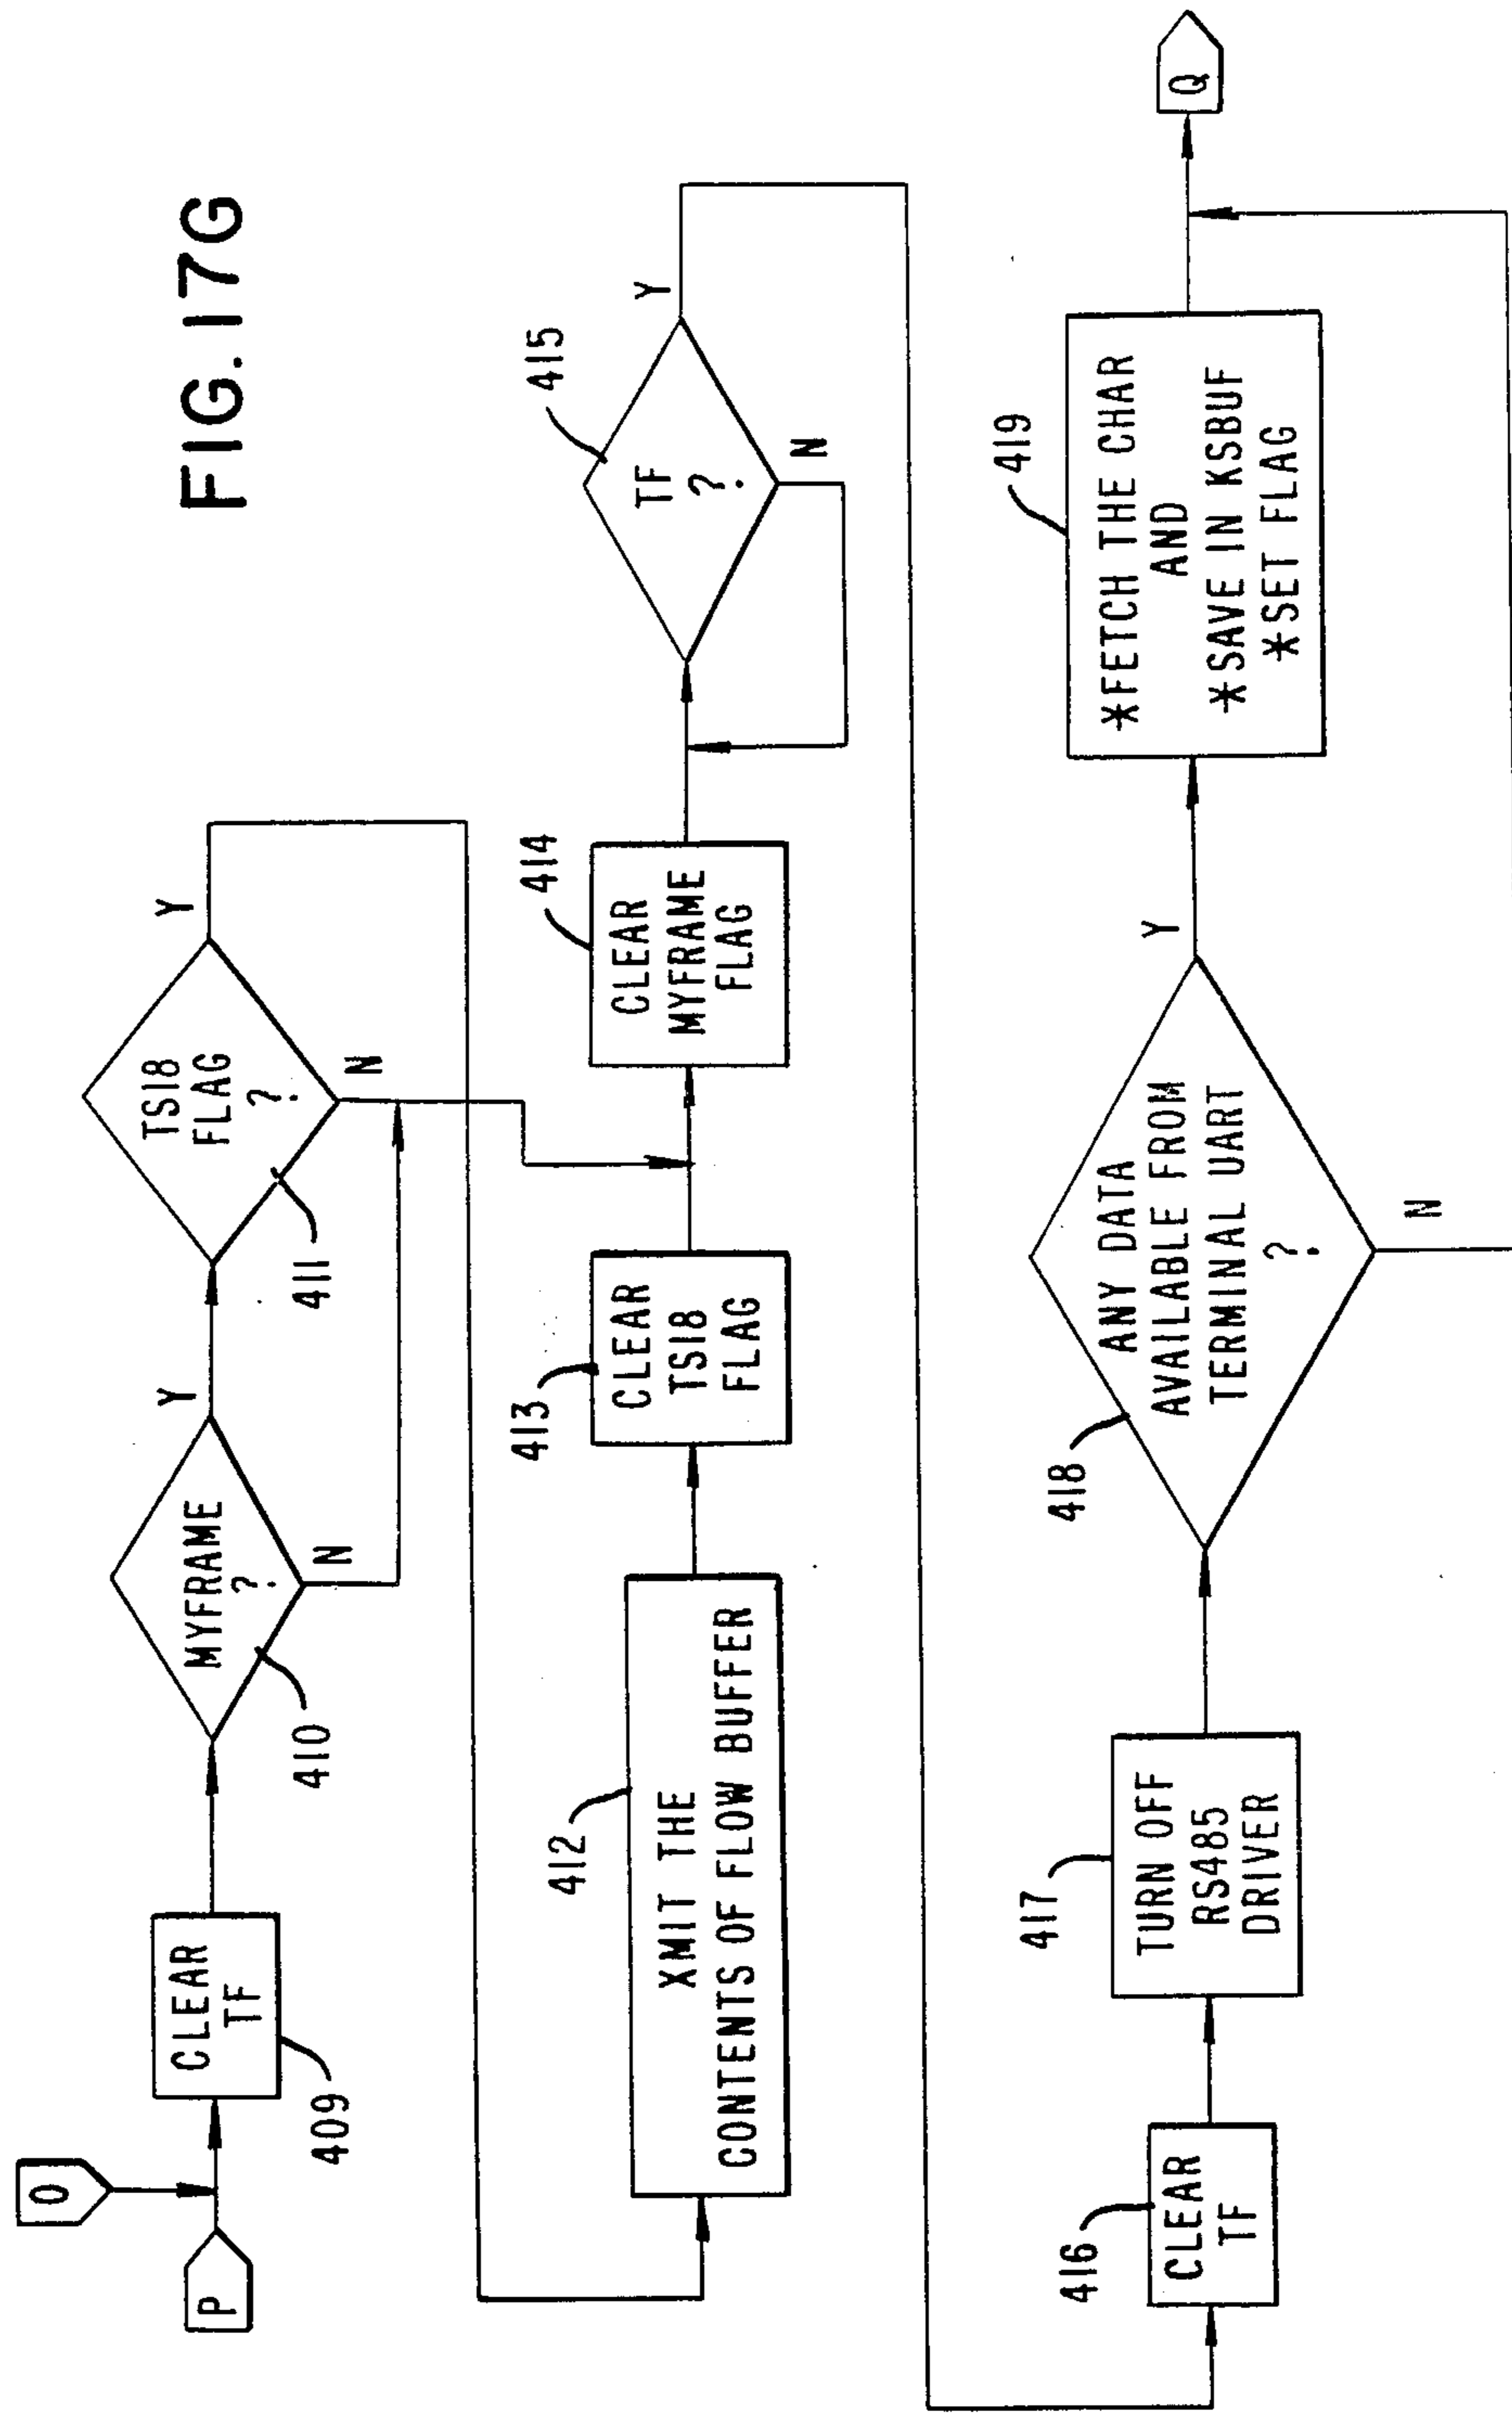 FIG. 17G
O
P
CLEAR
TF
409
MYFRAME
?
410
Y
N
TS18
FLAG
?
411
Y
N
XMIT THE
CONTENTS OF FLOW BUFFER
412
CLEAR
TS18
FLAG
413
CLEAR
MYFRAME
FLAG
414
TF
?
415
Y
N
CLEAR
TF
416
TURN OFF
RS485
DRIVER
417
ANY DATA
AVAILABLE FROM
TERMINAL UART
?
418
Y
N
*FETCH THE CHAR
AND
*SAVE IN KSBUF
*SET FLAG
419
Q